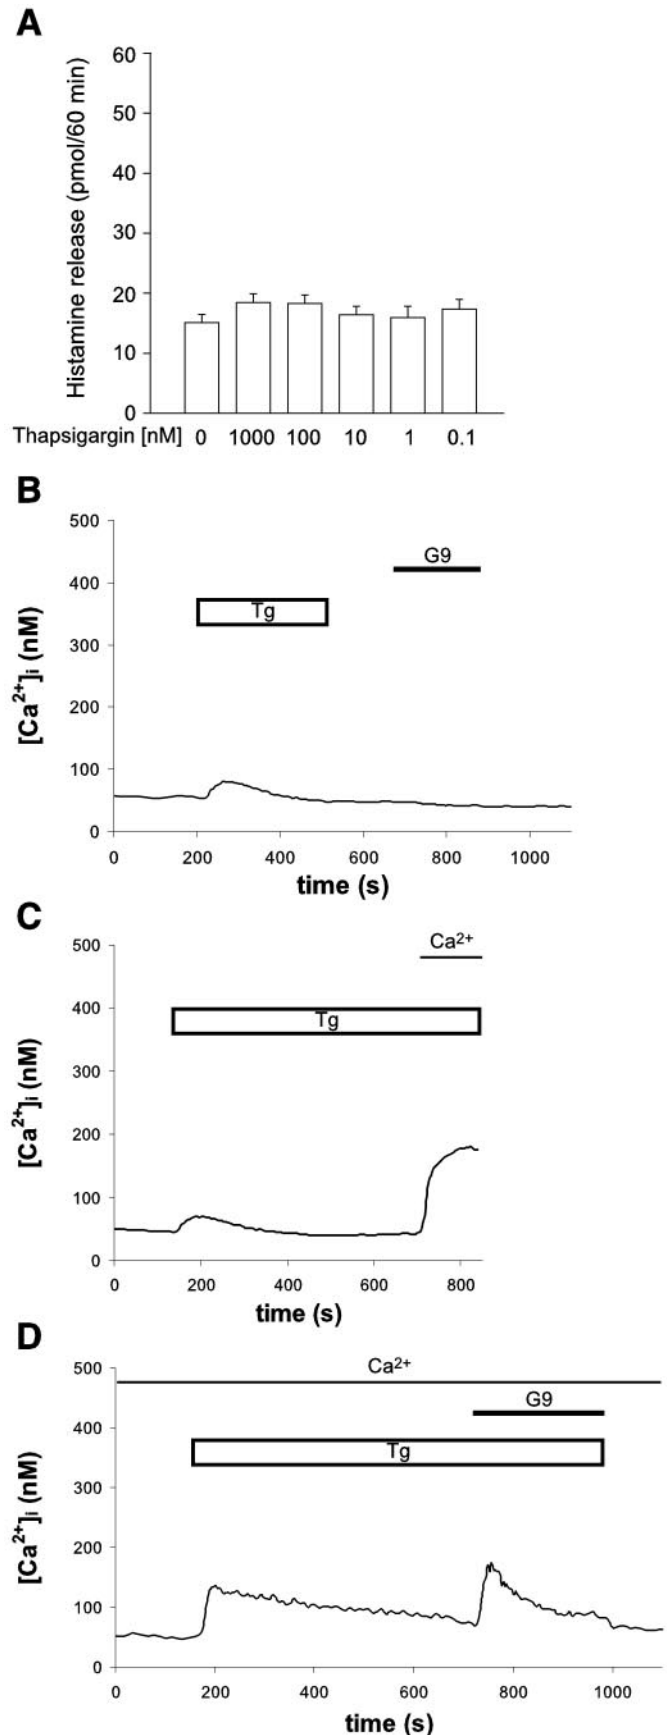 A
Histamine release (pmol/60 min)
60
50
40
30
20
10
0
Thapsigargin [nM] 0 1000 100 10 1 0.1
B
[Ca2+]i (nM)
500
400
300
200
100
0
G9
Tg
0 200 400 600 800 1000
time (s)
C
[Ca2+]i (nM)
500
400
300
200
100
0
Ca2+
Tg
0 200 400 600 800
time (s)
D
[Ca2+]i (nM)
500
400
300
200
100
0
Ca2+
G9
Tg
0 200 400 600 800 1000
time (s)